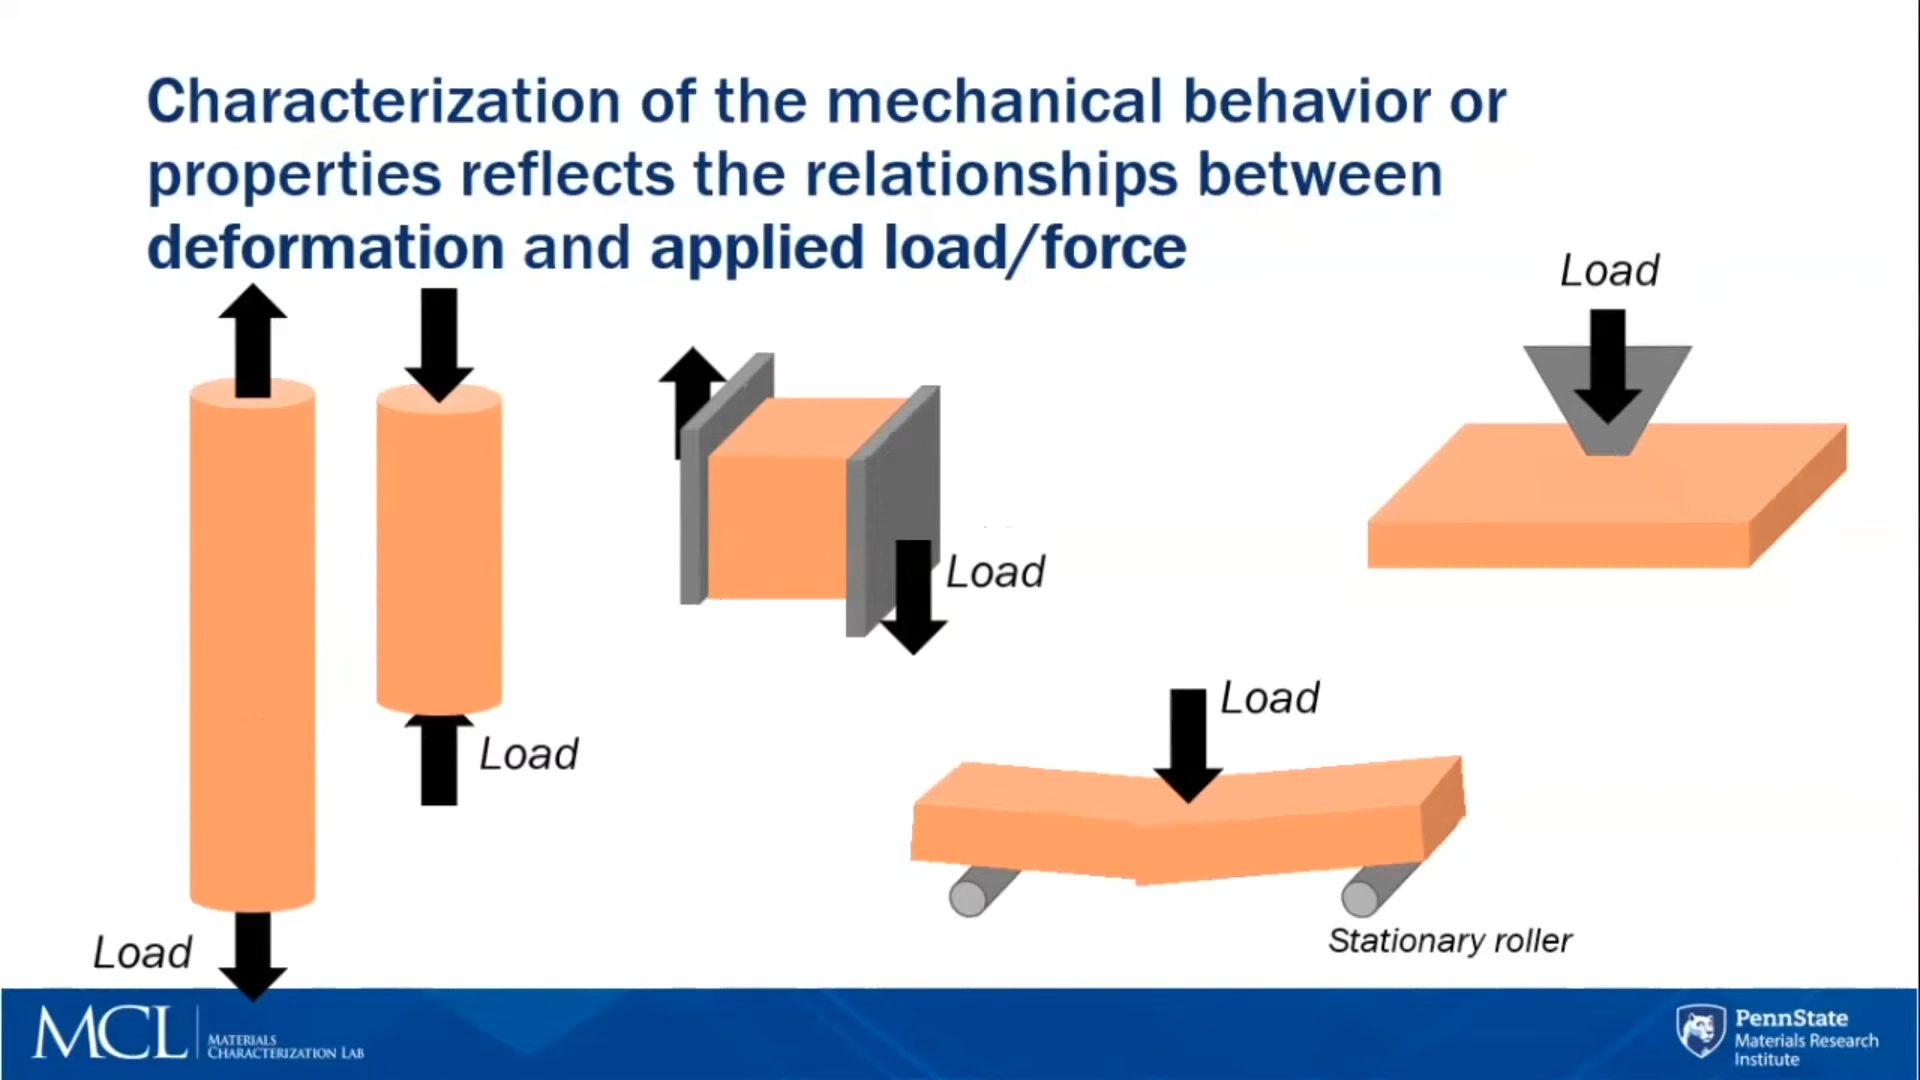 Characterization of the mechanical behavior or
properties reflects the relationships between
deformation and applied load/force
Load
Load
Load
Load
Load
Stationary roller
MCL
MATERIALS
CHARACTERIZATION LAB
PennState
Materials Research
Institute